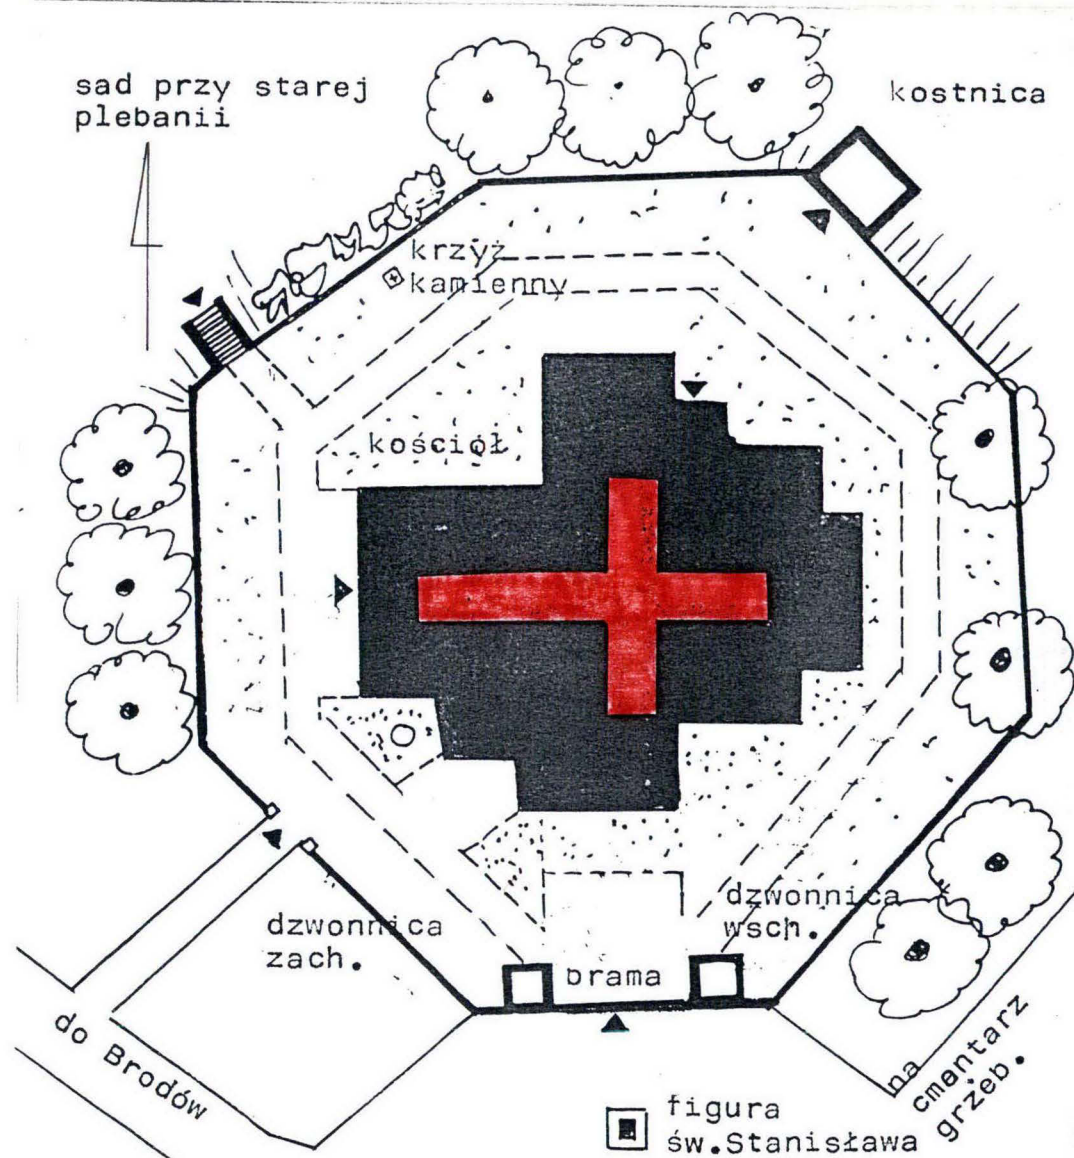 sad przy starej
plebanii
kostnica
krzyż
kamienny
kościół
dzwonnica
zach.
brama
dzwonnica
wsch.
do Brodów
na
cmentarz
grzeb.
figura
św.Stanisława